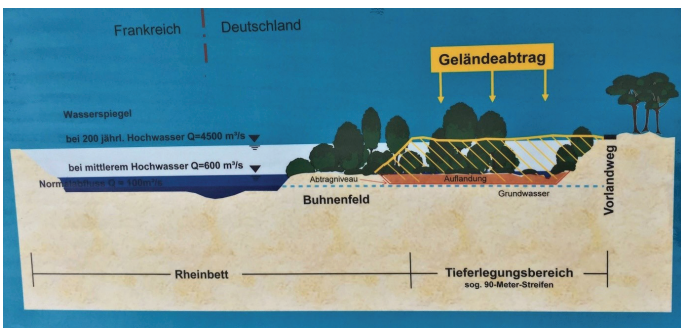 Frankreich Deutschland
Geländeabtrag
Wasserspiegel
bei 200 jährl. Hochwasser Q=4500 m³/s
bei mittlerem Hochwasser Q=600 m³/s
Abtragniveau Auflandung
Grundwasser
Buhnenfeld
Vorlandweg
Rheinbett
Tieferlegungsbereich
sog. 90-Meter-Streifen